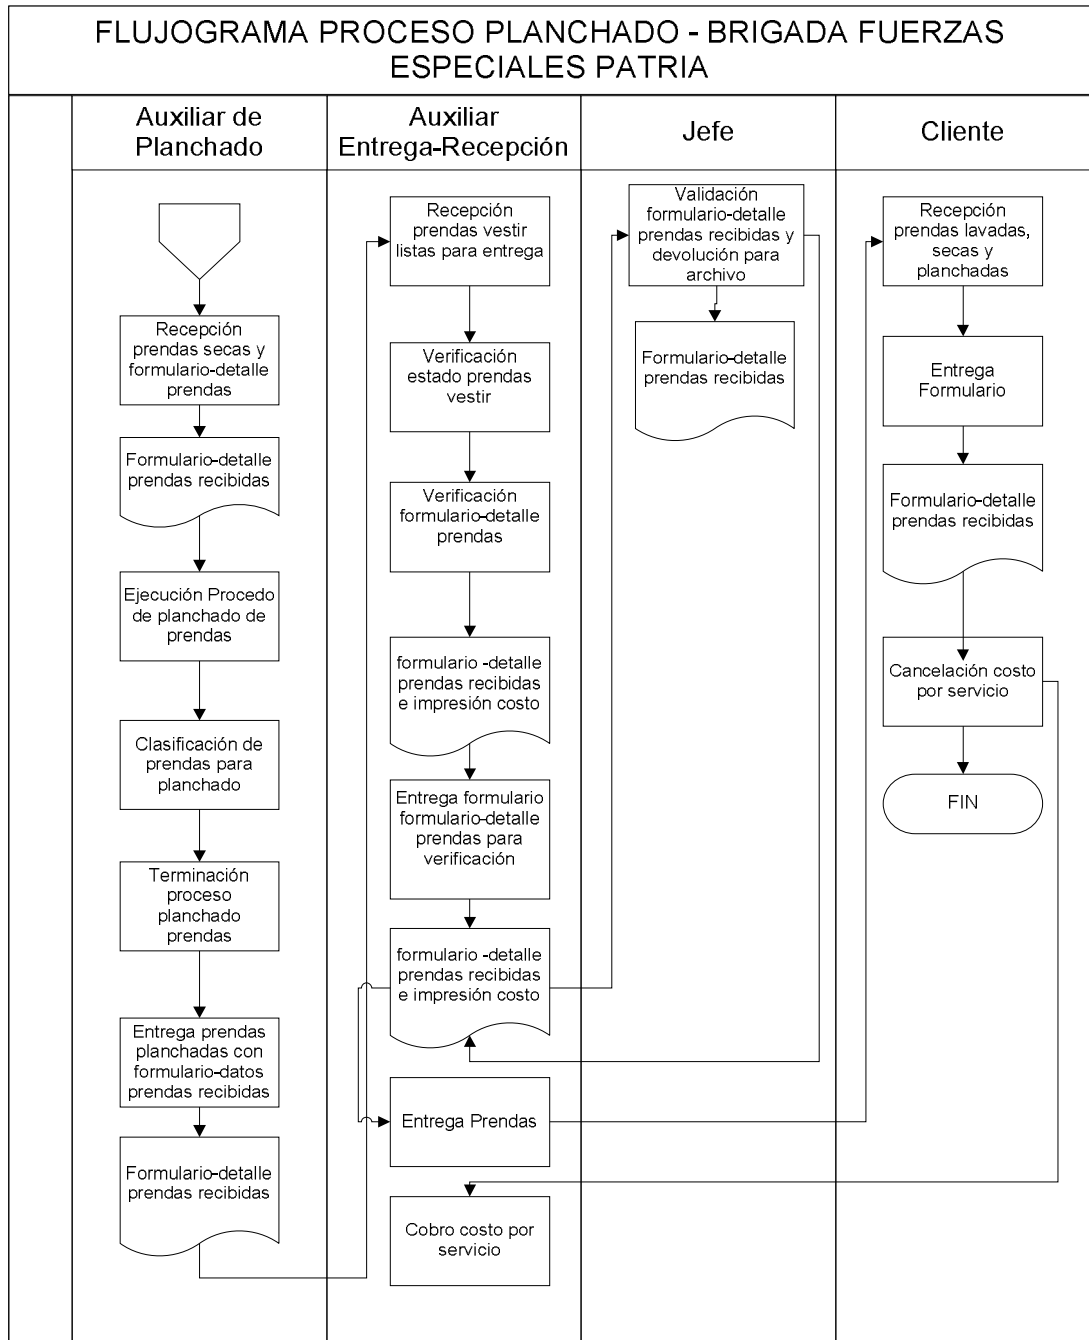 FLUJOGRAMA PROCESO PLANCHADO - BRIGADA FUERZAS
ESPECIALES PATRIA
Auxiliar de
Planchado
Auxiliar
Entrega-Recepción
Jefe
Cliente
Recepción
prendas secas y
formulario-detalle
prendas
Formulario-detalle
prendas recibidas
Ejecución Procedo
de planchado de
prendas
Clasificación de
prendas para
planchado
Terminación
proceso
planchado
prendas
Entrega prendas
planchadas con
formulario-datos
prendas recibidas
Formulario-detalle
prendas recibidas
Recepción
prendas vestir
listas para entrega
Verificación
estado prendas
vestir
Verificación
formulario-detalle
prendas
formulario -detalle
prendas recibidas
e impresión costo
Entrega formulario
formulario-detalle
prendas para
verificación
formulario -detalle
prendas recibidas
e impresión costo
Entrega Prendas
Cobro costo por
servicio
Validación
formulario-detalle
prendas recibidas y
devolución para
archivo
Formulario-detalle
prendas recibidas
Recepción
prendas lavadas,
secas y
planchadas
Entrega
Formulario
Formulario-detalle
prendas recibidas
Cancelación costo
por servicio
FIN